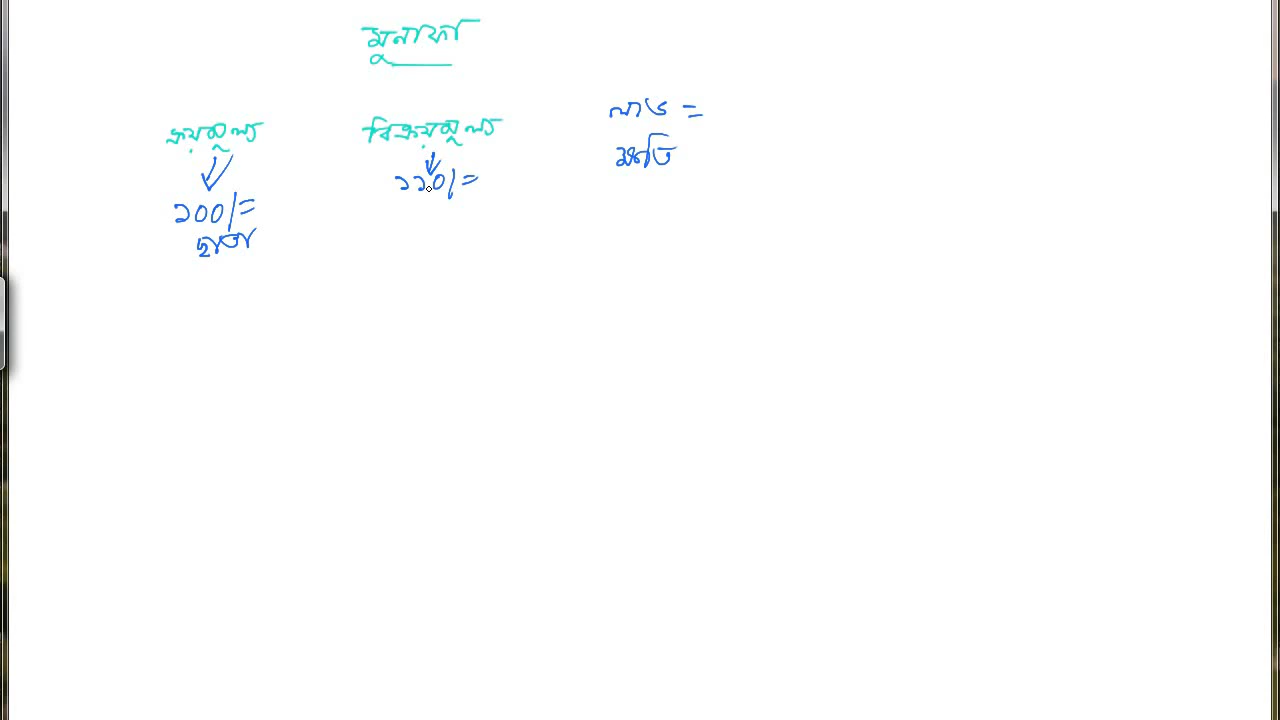 মুনাফা
ক্রয়মূল্য
১০০/=
ছাতা
বিক্রয়মূল্য
১১০/=
লাভ =
ক্ষতি